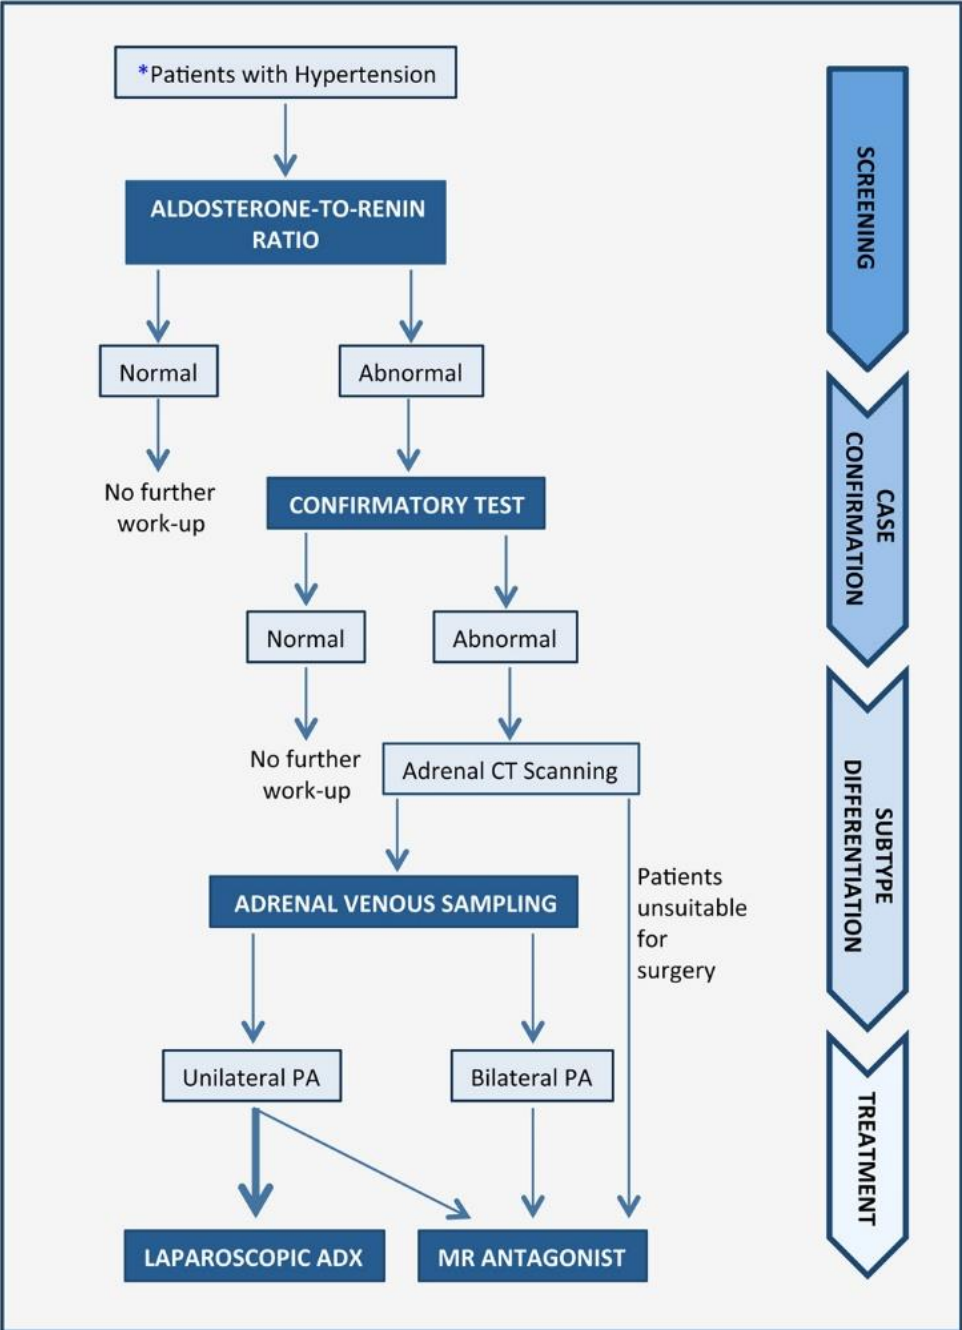 *Patients with Hypertension
ALDOSTERONE-TO-RENIN
RATIO
Normal
Abnormal
No further
work-up
CONFIRMATORY TEST
Normal
Abnormal
No further
work-up
Adrenal CT Scanning
ADRENAL VENOUS SAMPLING
Patients
unsuitable
for
surgery
Unilateral PA
Bilateral PA
LAPAROSCOPIC ADX
MR ANTAGONIST
SCREENING
CASE
CONFIRMATION
SUBTYPE
DIFFERENTIATION
TREATMENT